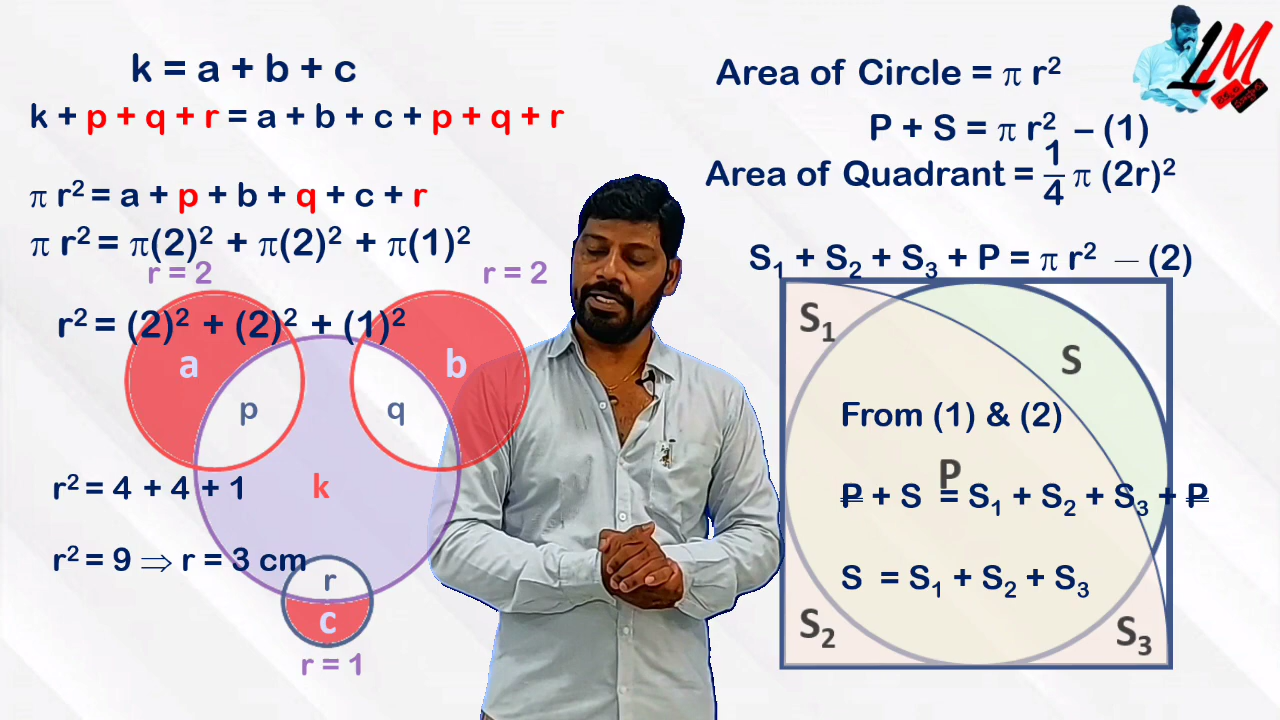 k = a + b + c
k + p + q + r = a + b + c + p + q + r
π r² = a + p + b + q + c + r
π r² = π(2)² + π(2)² + π(1)²
r = 2
r = 2
r² = (2)² + (2)² + (1)²
a
b
p
q
r² = 4 + 4 + 1
k
r² = 9 ⇒ r = 3 cm
r
c
r = 1
LM
Area of Circle = π r²
P + S = π r² – (1)
Area of Quadrant = 1/4 π (2r)²
S₁ + S₂ + S₃ + P = π r² – (2)
S₁
S
From (1) & (2)
P
P + S = S₁ + S₂ + S₃ + P
S = S₁ + S₂ + S₃
S₂
S₃